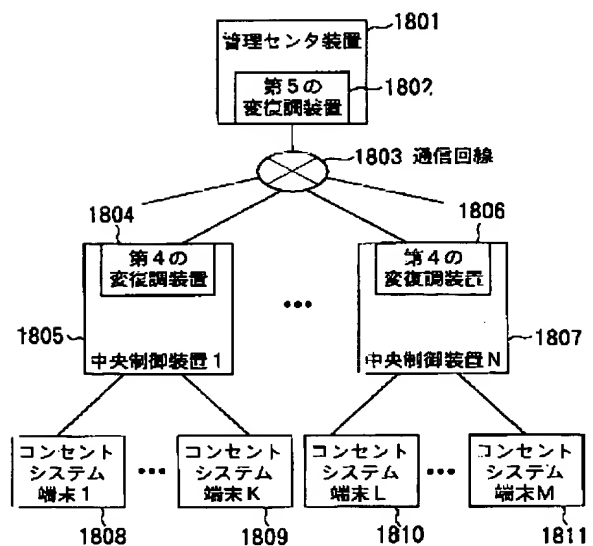 1801
管理センタ装置
第5の
変復調装置
1802
1803 通信回線
1804
1806
第4の
変復調装置
第4の
変復調装置
•••
1805
1807
中央制御装置1
中央制御装置N
コンセント
システム
端末1
•••
コンセント
システム
端末K
コンセント
システム
端末L
•••
コンセント
システム
端末M
1808
1809
1810
1811